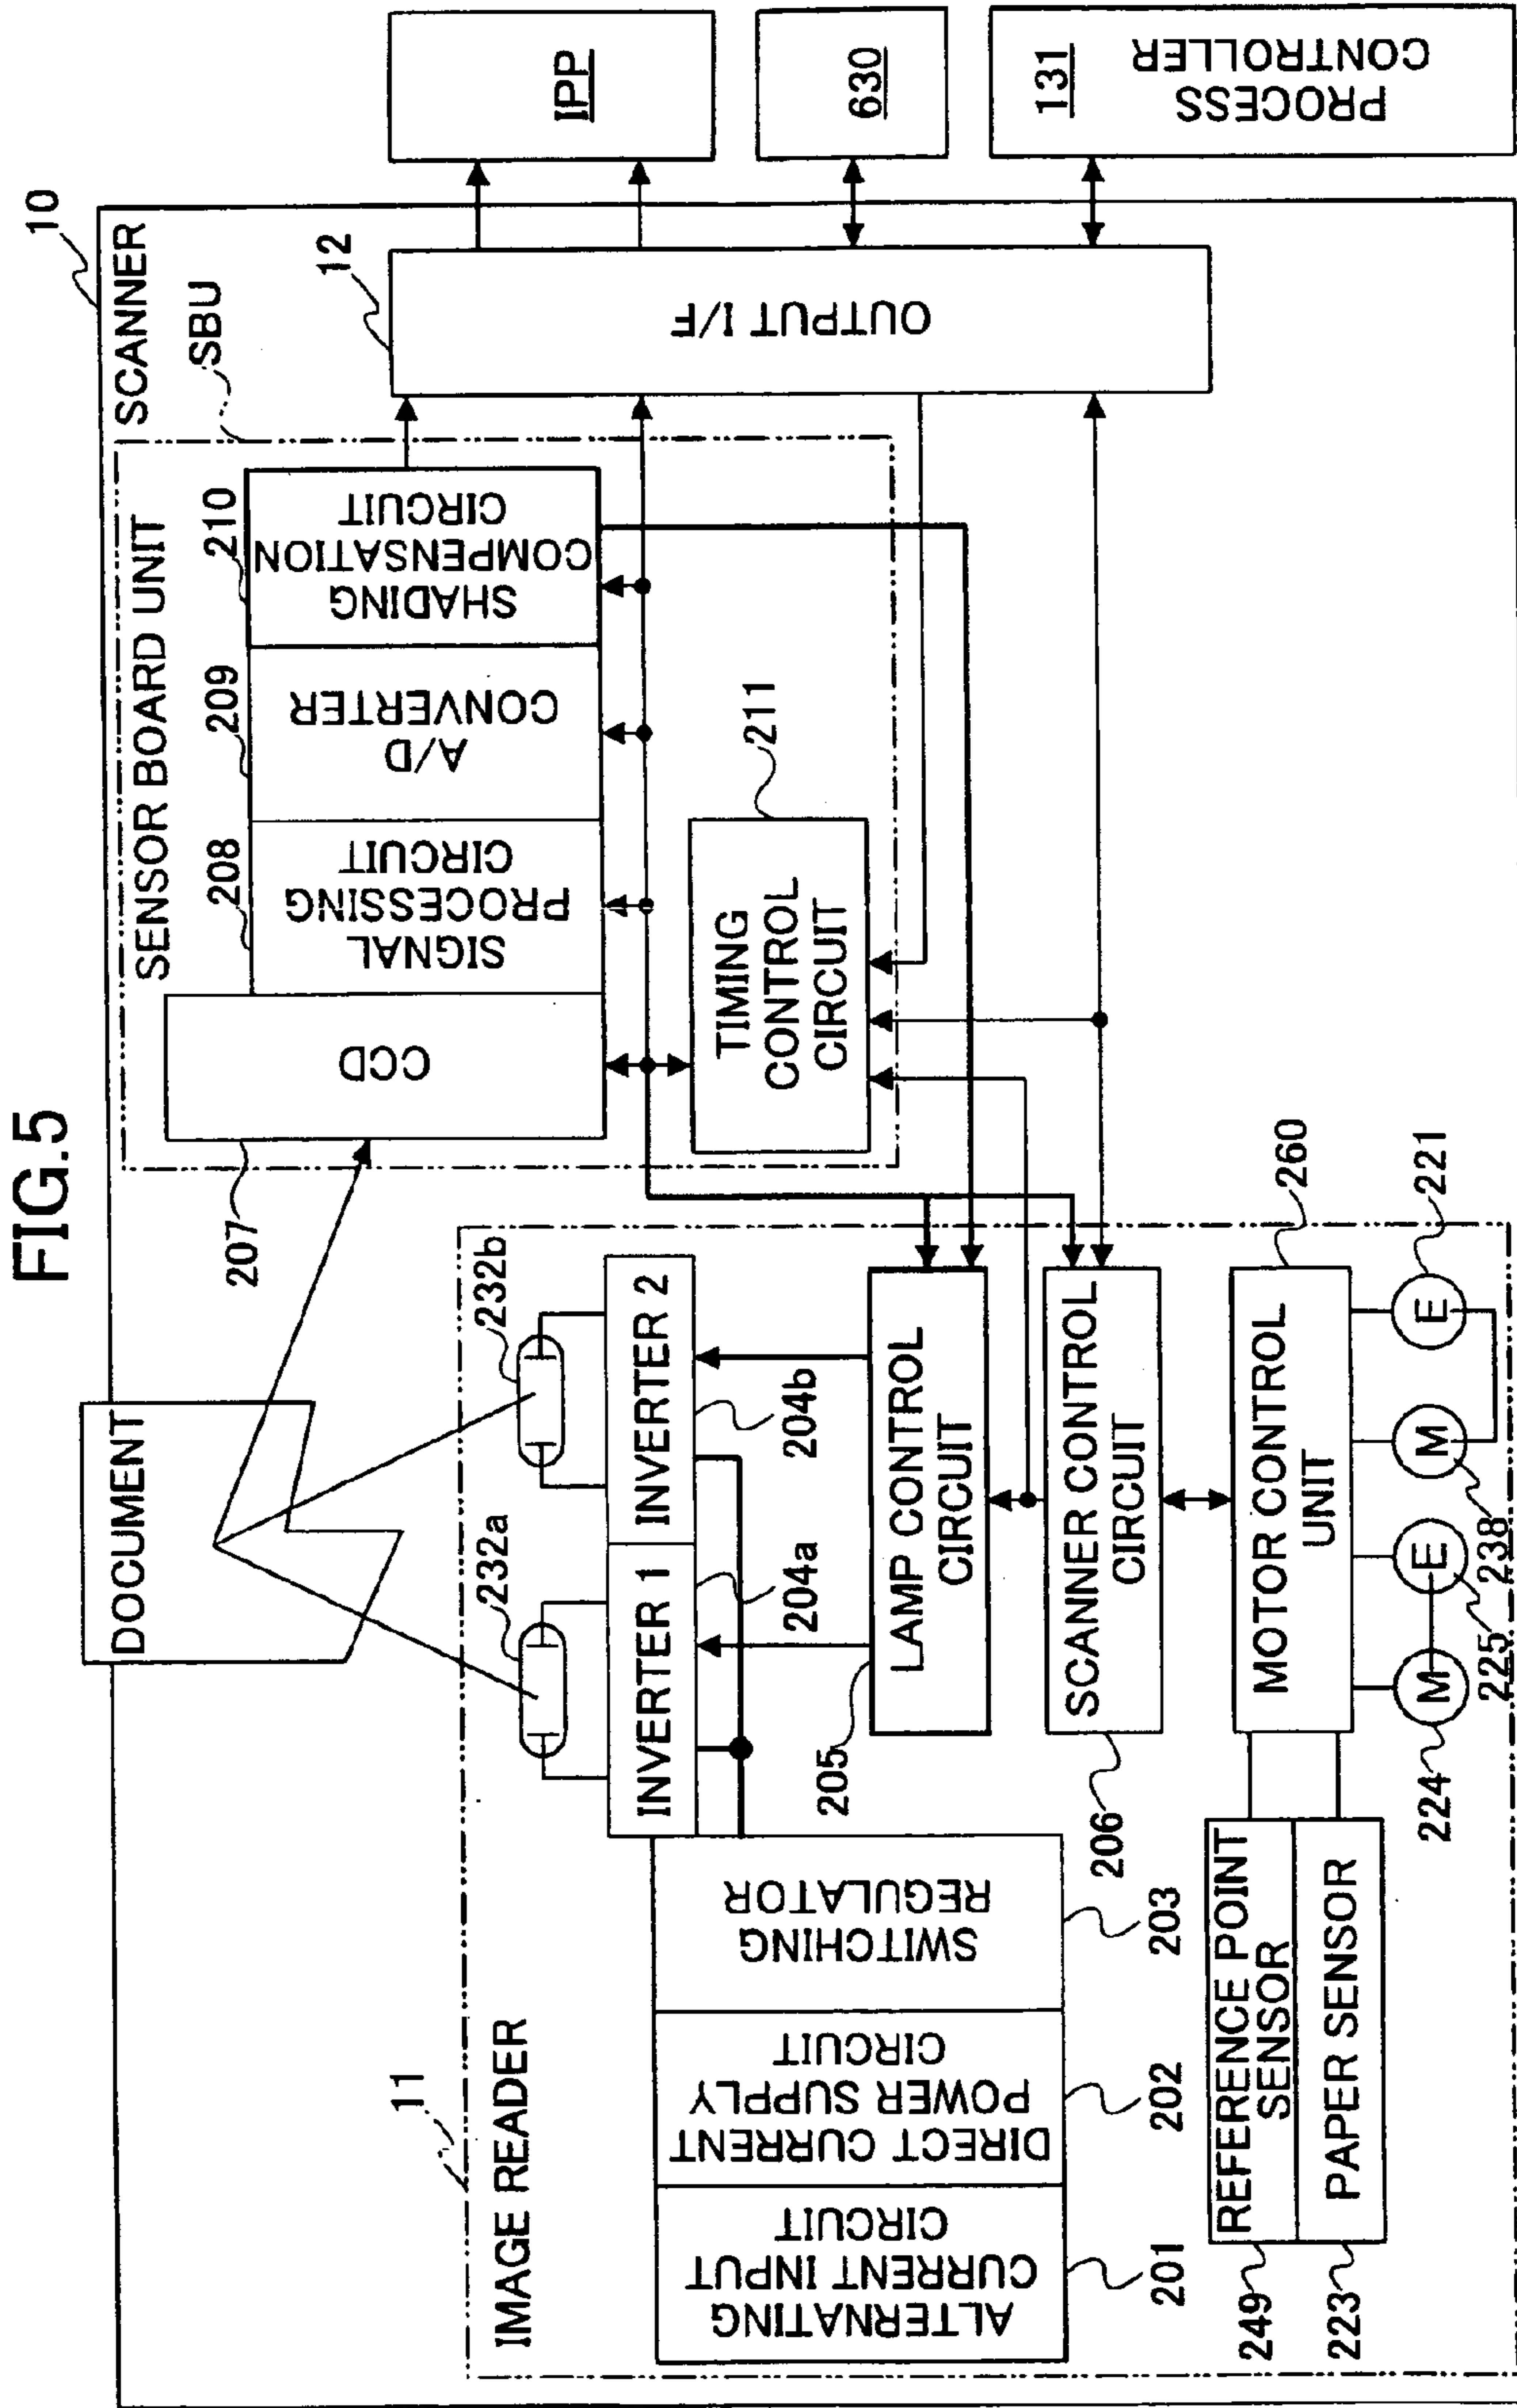 FIG.5
10
SCANNER
DOCUMENT
SENSOR BOARD UNIT
SBU
207
CCD
208
SIGNAL
PROCESSING
CIRCUIT
209
A/D
CONVERTER
210
SHADING
COMPENSATION
CIRCUIT
211
TIMING
CONTROL
CIRCUIT
12
OUTPUT I/F
IPP
630
131
PROCESS
CONTROLLER
11
IMAGE READER
232a
232b
INVERTER 1
INVERTER 2
204a
204b
ALTERNATING
CURRENT INPUT
CIRCUIT
201
DIRECT CURRENT
POWER SUPPLY
CIRCUIT
202
SWITCHING
REGULATOR
203
205
LAMP CONTROL
CIRCUIT
206
SCANNER CONTROL
CIRCUIT
249
REFERENCE POINT
SENSOR
223
PAPER SENSOR
MOTOR CONTROL
UNIT
260
M
E
M
E
224
225
238
221